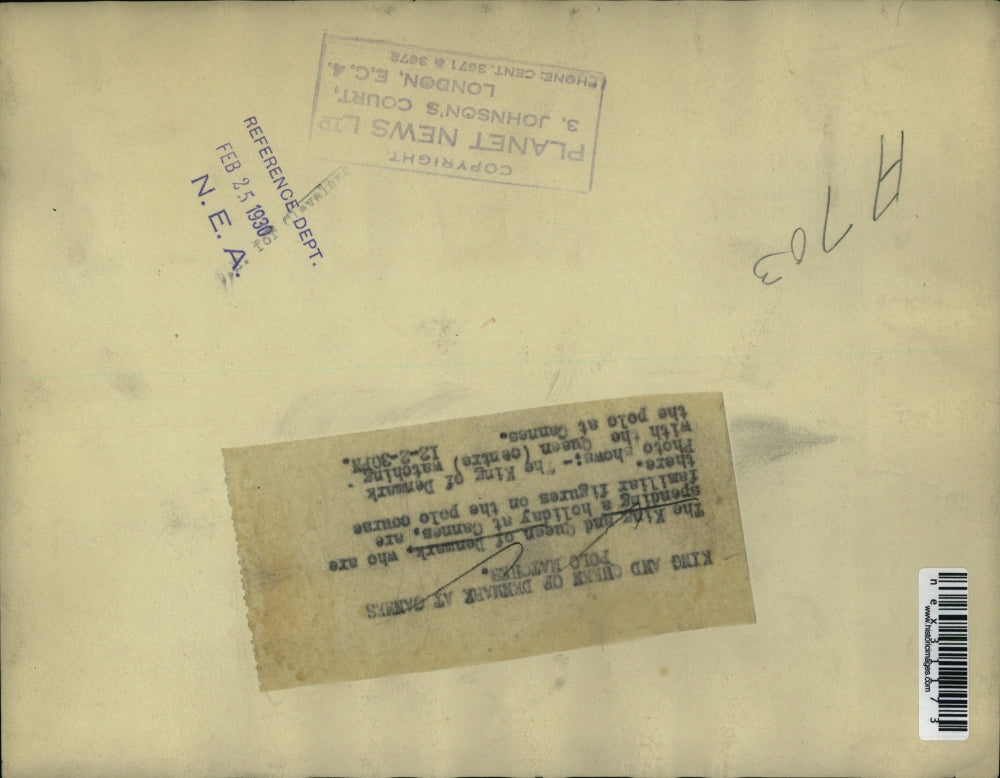 COPYRIGHT
PLANET NEWS LTD
3. JOHNSON'S COURT,
LONDON, E.C.4.
PHONE: CENT. 3671 & 3672
REFERENCE DEPT.
FEB 25 1930
N. E. A.
H 703
KING AND QUEEN OF DENMARK AT CANNES
POLO MATCHES.
The King and Queen of Denmark, who are
spending a holiday at Cannes, are
familiar figures on the polo course
there.
Photo shows:- The King of Denmark
with the Queen (centre) watching
the polo at Cannes. 12-2-30PN.
neX31173
www.historicimages.com